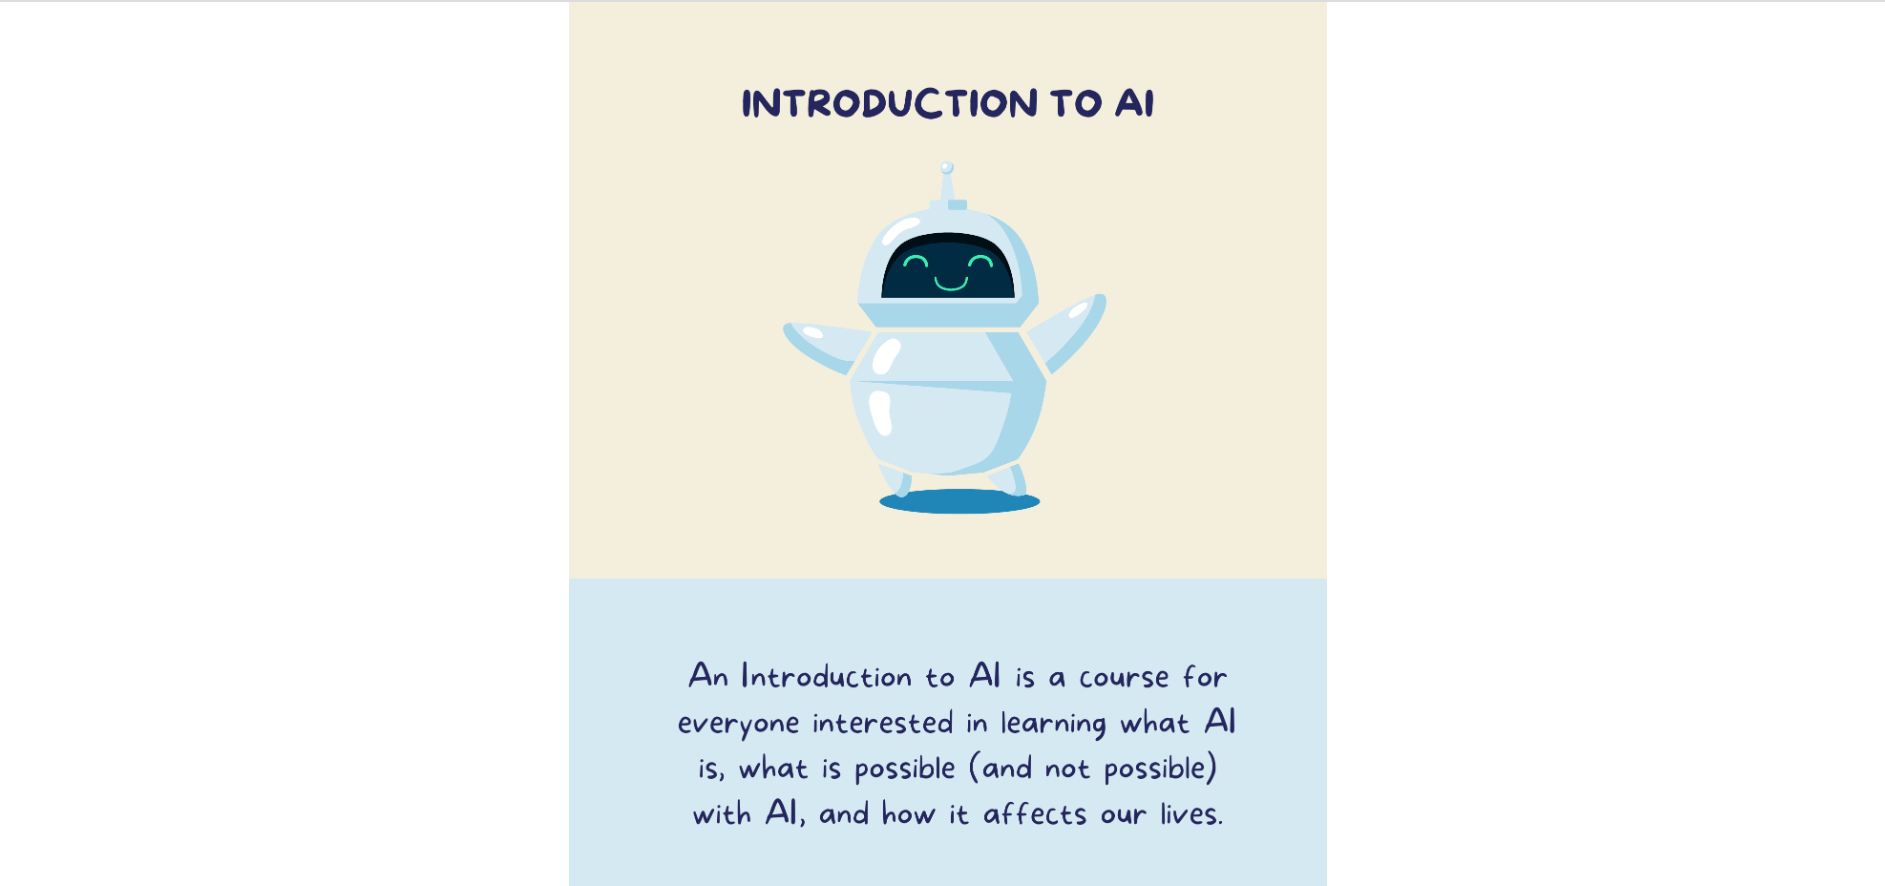 INTRODUCTION TO AI
An Introduction to AI is a course for
everyone interested in learning what AI
is, what is possible (and not possible)
with AI, and how it affects our lives.